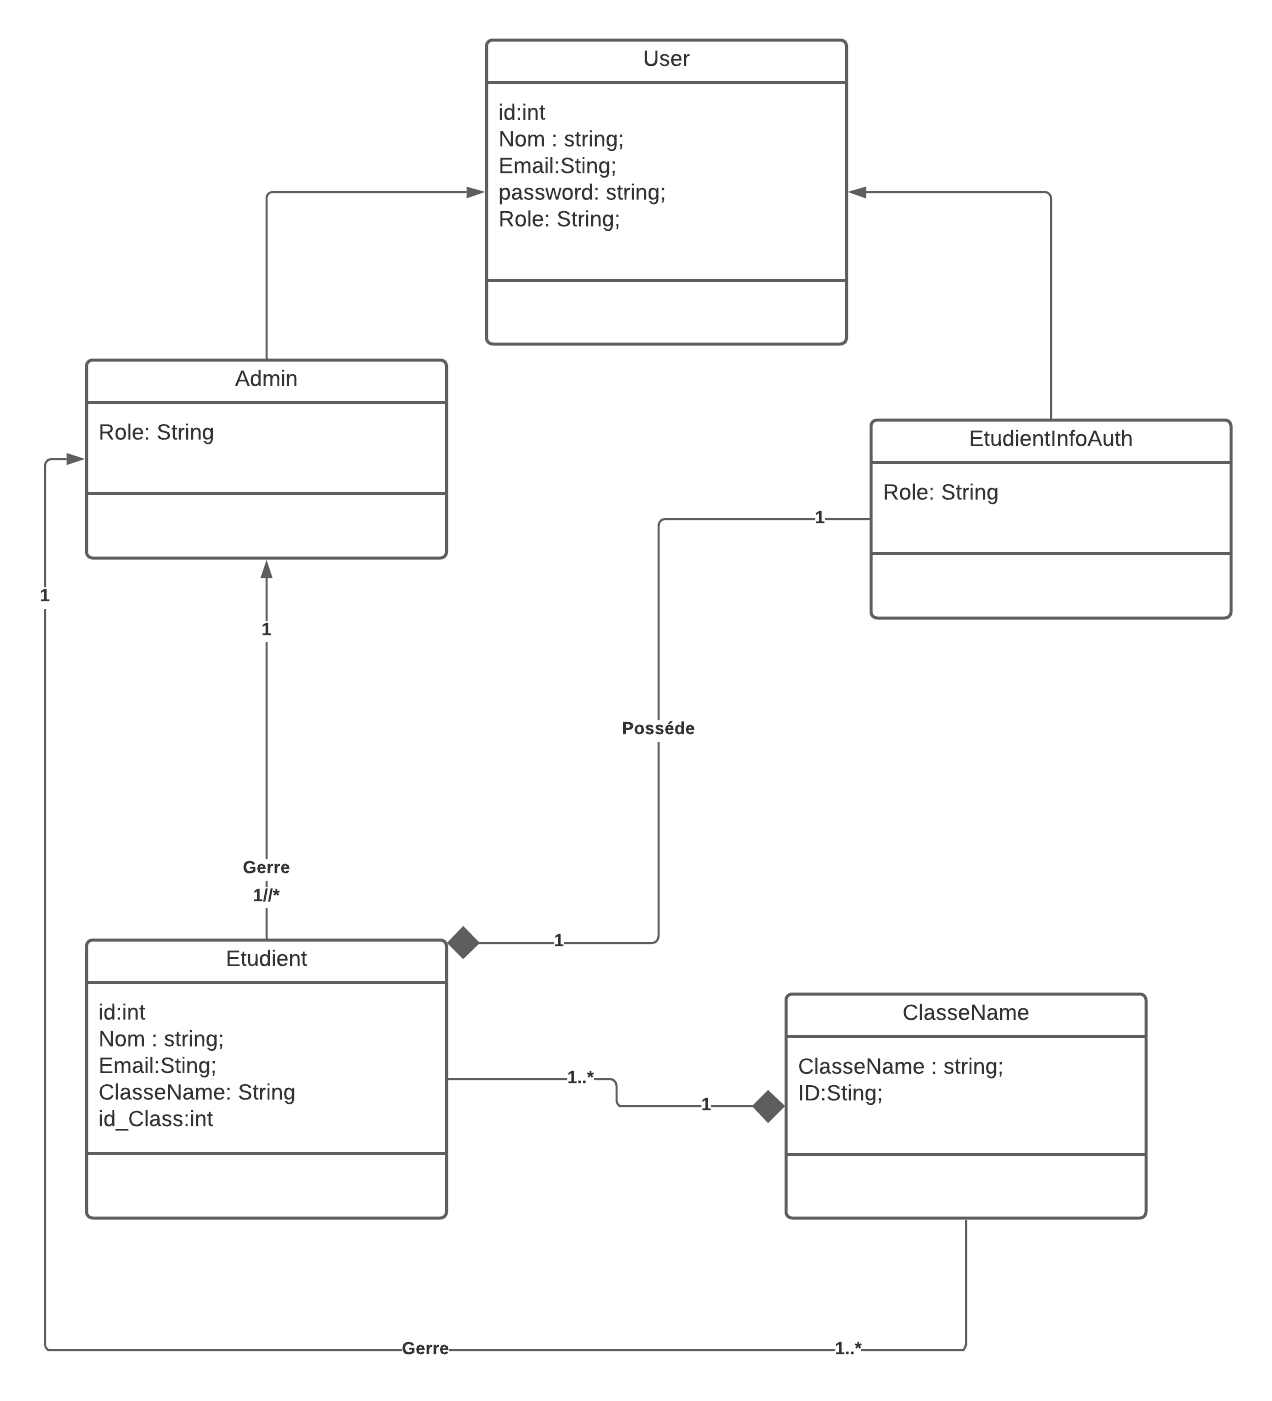 User
id:int
Nom : string;
Email:Sting;
password: string;
Role: String;
Admin
Role: String
EtudientInfoAuth
Role: String
1
1
1
Posséde
Gerre
1//*
1
Etudient
id:int
Nom : string;
Email:Sting;
ClasseName: String
id_Class:int
ClasseName
ClasseName : string;
ID:Sting;
1..*
1
Gerre
1..*